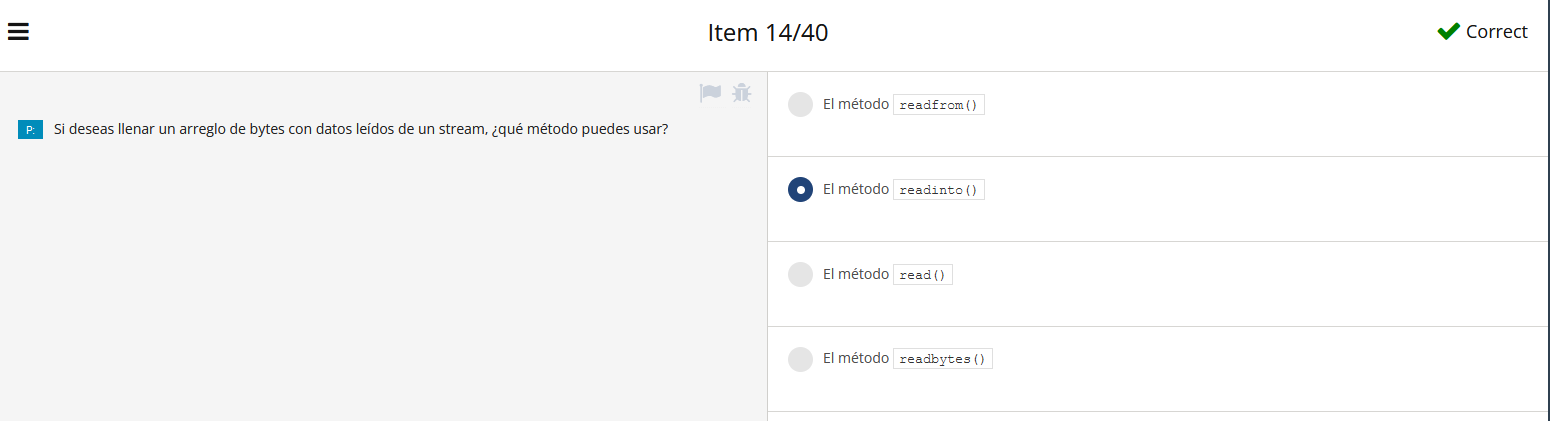 Item 14/40
Correct
P: Si deseas llenar un arreglo de bytes con datos leídos de un stream, ¿qué método puedes usar?
El método readfrom()
El método readinto()
El método read()
El método readbytes()